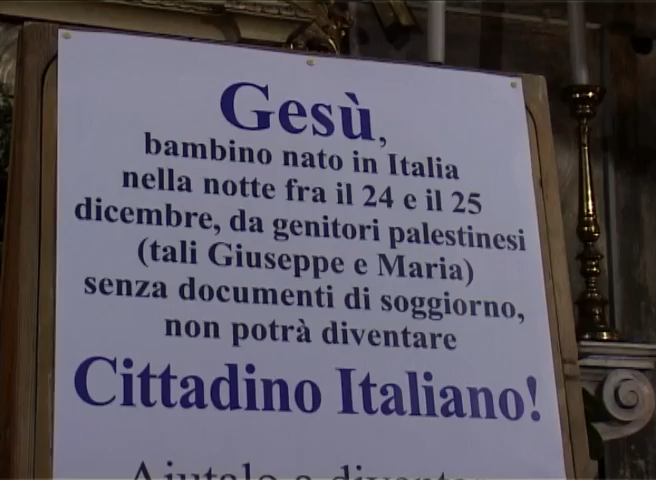 Gesù,
bambino nato in Italia
nella notte fra il 24 e il 25
dicembre, da genitori palestinesi
(tali Giuseppe e Maria)
senza documenti di soggiorno,
non potrà diventare
Cittadino Italiano!
Aiutalo a